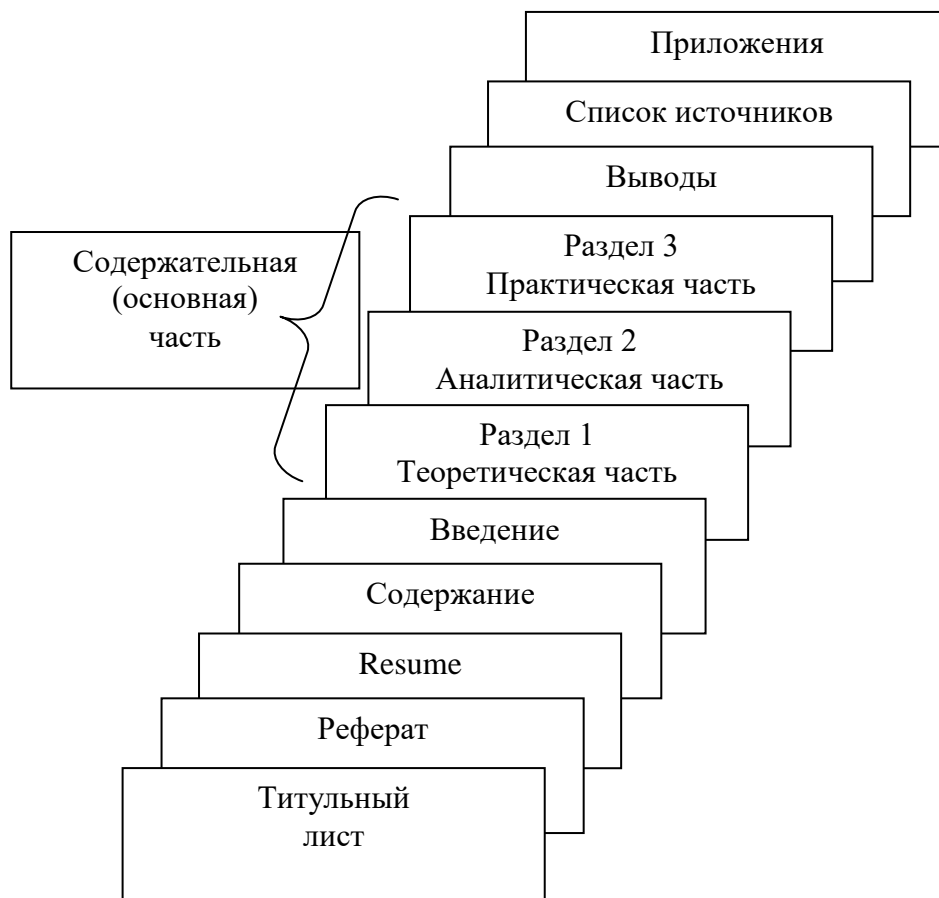 Приложения
Список источников
Выводы
Раздел 3
Практическая часть
Содержательная
(основная)
часть
Раздел 2
Аналитическая часть
Раздел 1
Теоретическая часть
Введение
Содержание
Resume
Реферат
Титульный
лист